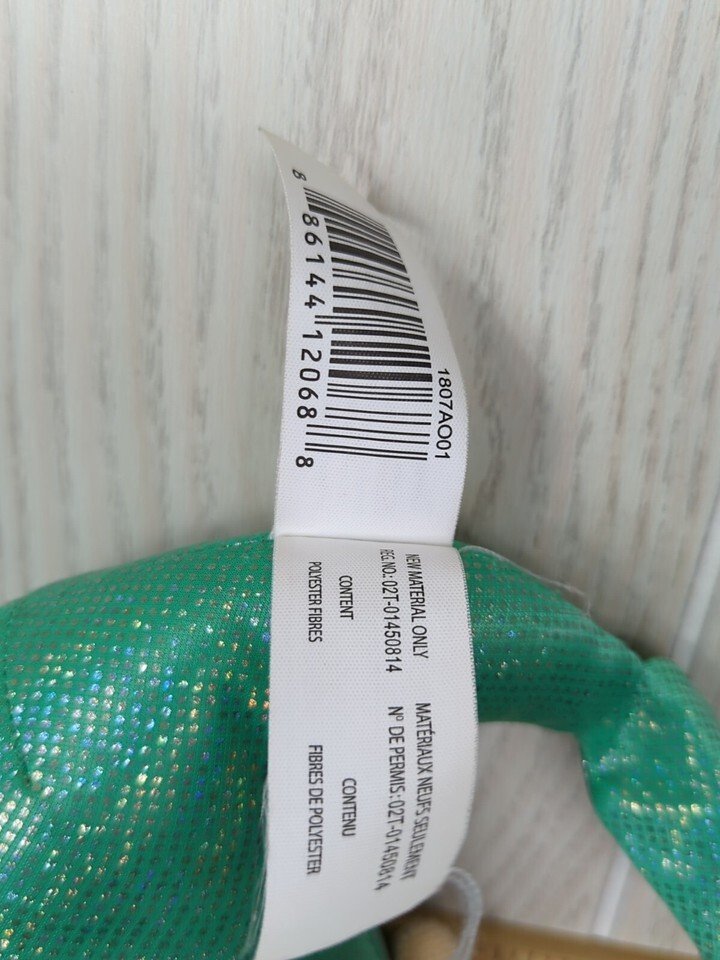 1807AO01
8 86144 12068 8
NEW MATERIAL ONLY
REG. NO.: 02T-01450814
CONTENT
POLYESTER FIBRES
MATÉRIAUX NEUFS SEULEMENT
Nº DE PERMIS: 02T-01450814
CONTENU
FIBRES DE POLYESTER